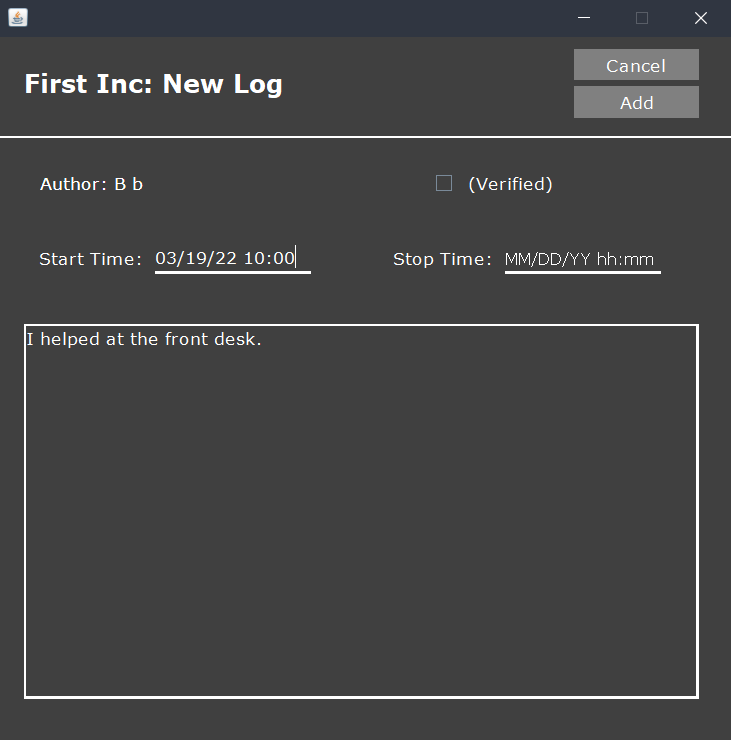 First Inc: New Log
Cancel
Add
Author: B b
(Verified)
Start Time: 03/19/22 10:00
Stop Time: MM/DD/YY hh:mm
I helped at the front desk.